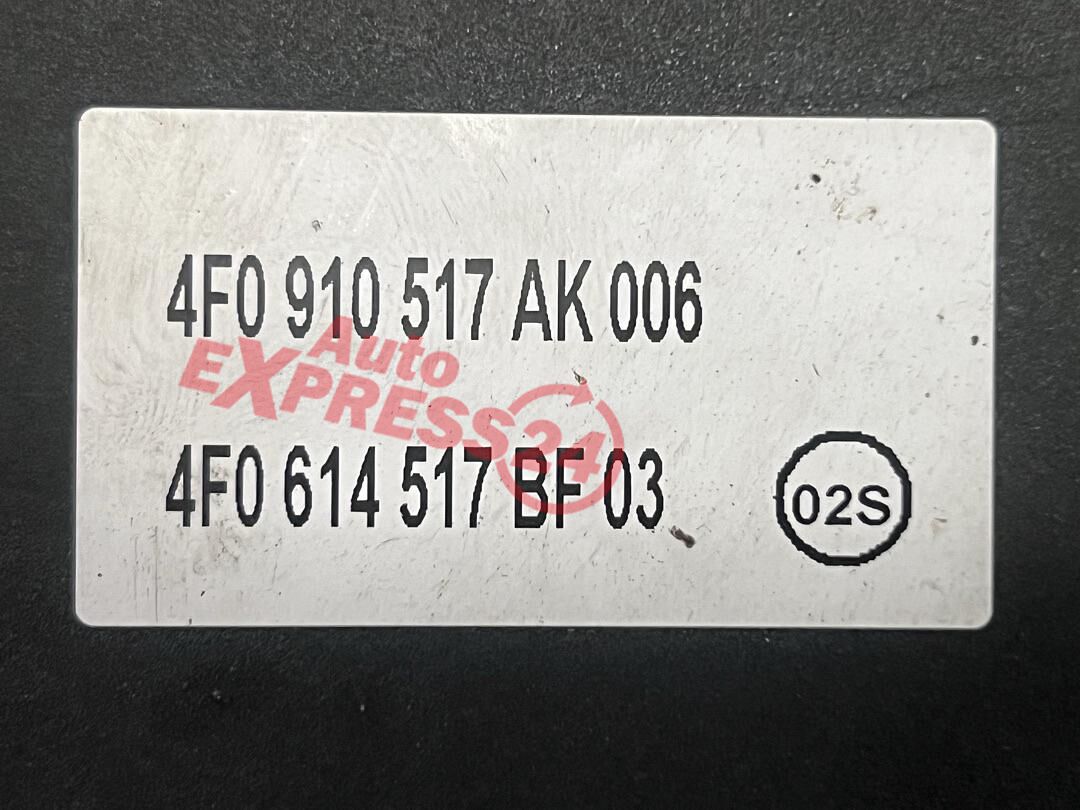 4F0 910 517 AK 006
Auto
EXPRESS24
4F0 614 517 BF 03
02S